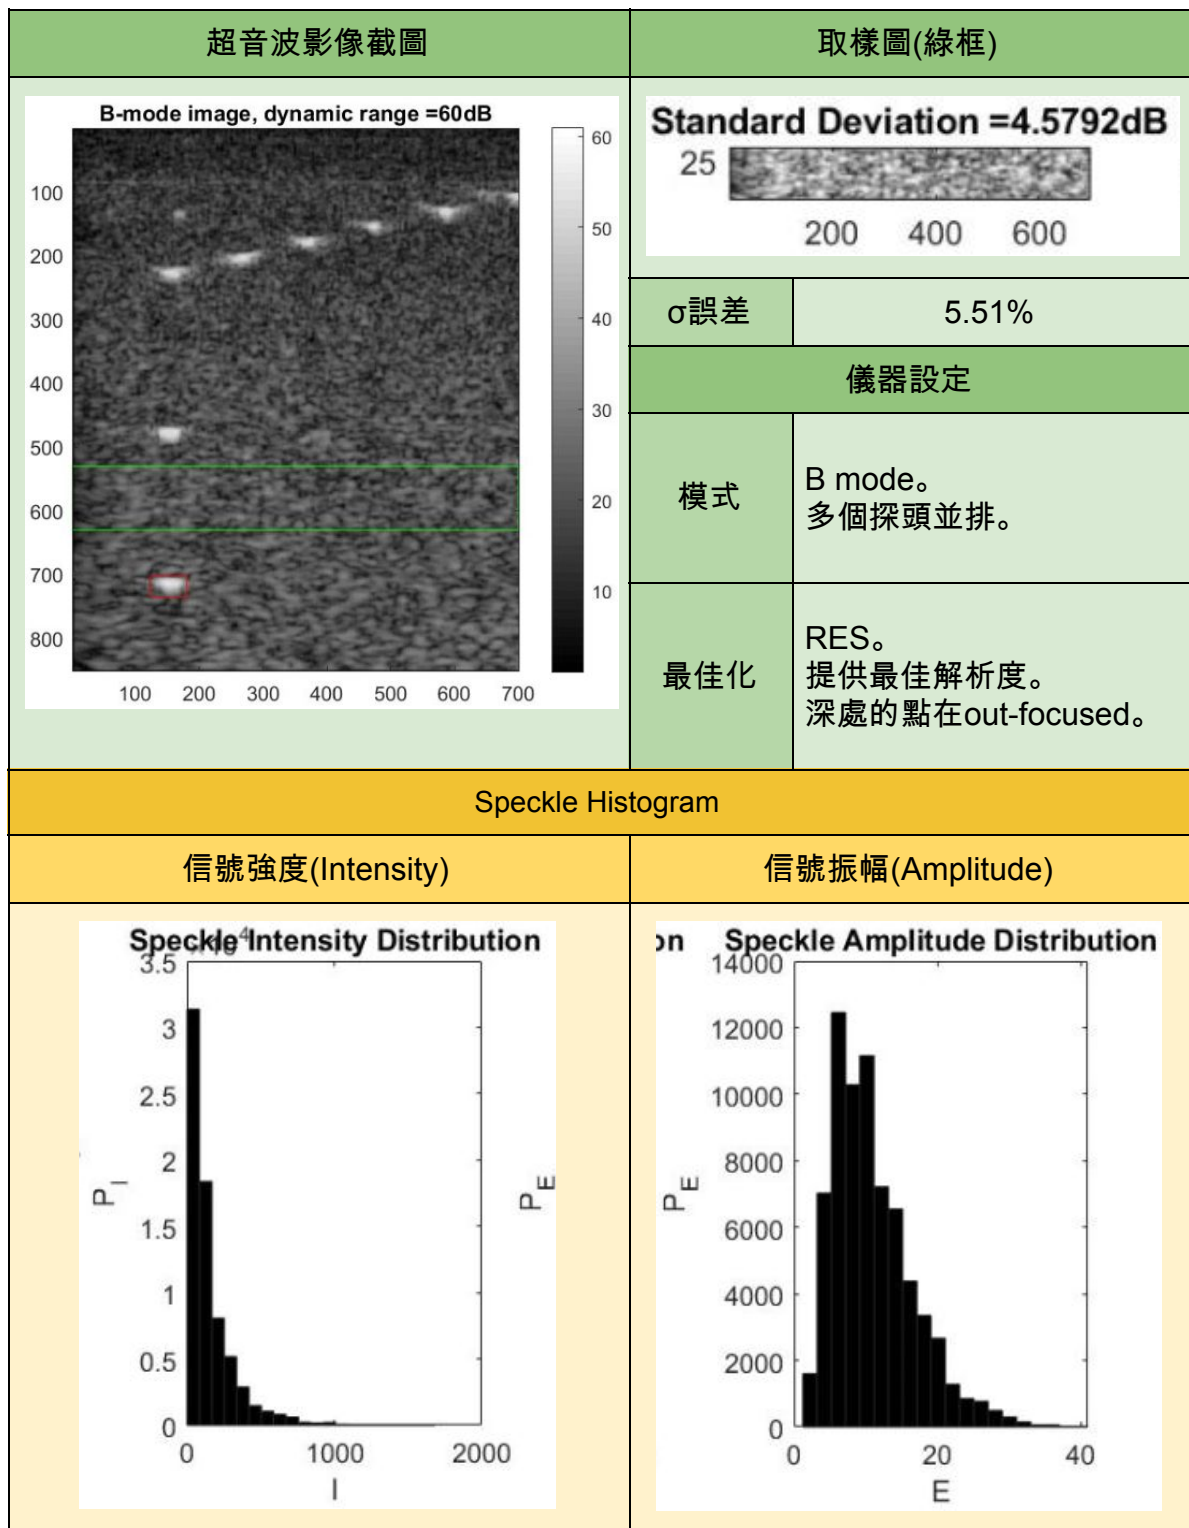 超音波影像截圖
取樣圖(綠框)
B-mode image, dynamic range =60dB
100
200
300
400
500
600
700
800
100 200 300 400 500 600 700
60
50
40
30
20
10
Standard Deviation =4.5792dB
25
200 400 600
σ誤差
5.51%
儀器設定
模式
B mode。
多個探頭並排。
最佳化
RES。
提供最佳解析度。
深處的點在out-focused。
Speckle Histogram
信號強度(Intensity)
信號振幅(Amplitude)
Speckle Intensity Distribution
3.5
3
2.5
2
1.5
1
0.5
0
0 1000 2000
P_I
I
P_E
on
Speckle Amplitude Distribution
14000
12000
10000
8000
6000
4000
2000
0
0 20 40
P_E
E